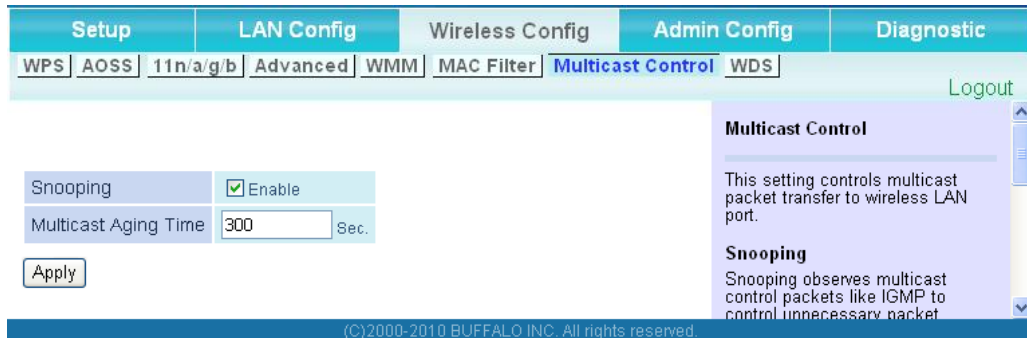 Setup LAN Config Wireless Config Admin Config Diagnostic
WPS AOSS 11n/a/g/b Advanced WMM MAC Filter Multicast Control WDS
Logout
Snooping Enable
Multicast Aging Time 300 Sec.
Apply
Multicast Control
This setting controls multicast
packet transfer to wireless LAN
port.
Snooping
Snooping observes multicast
control packets like IGMP to
control unnecessary packet
(C)2000-2010 BUFFALO INC. All rights reserved.